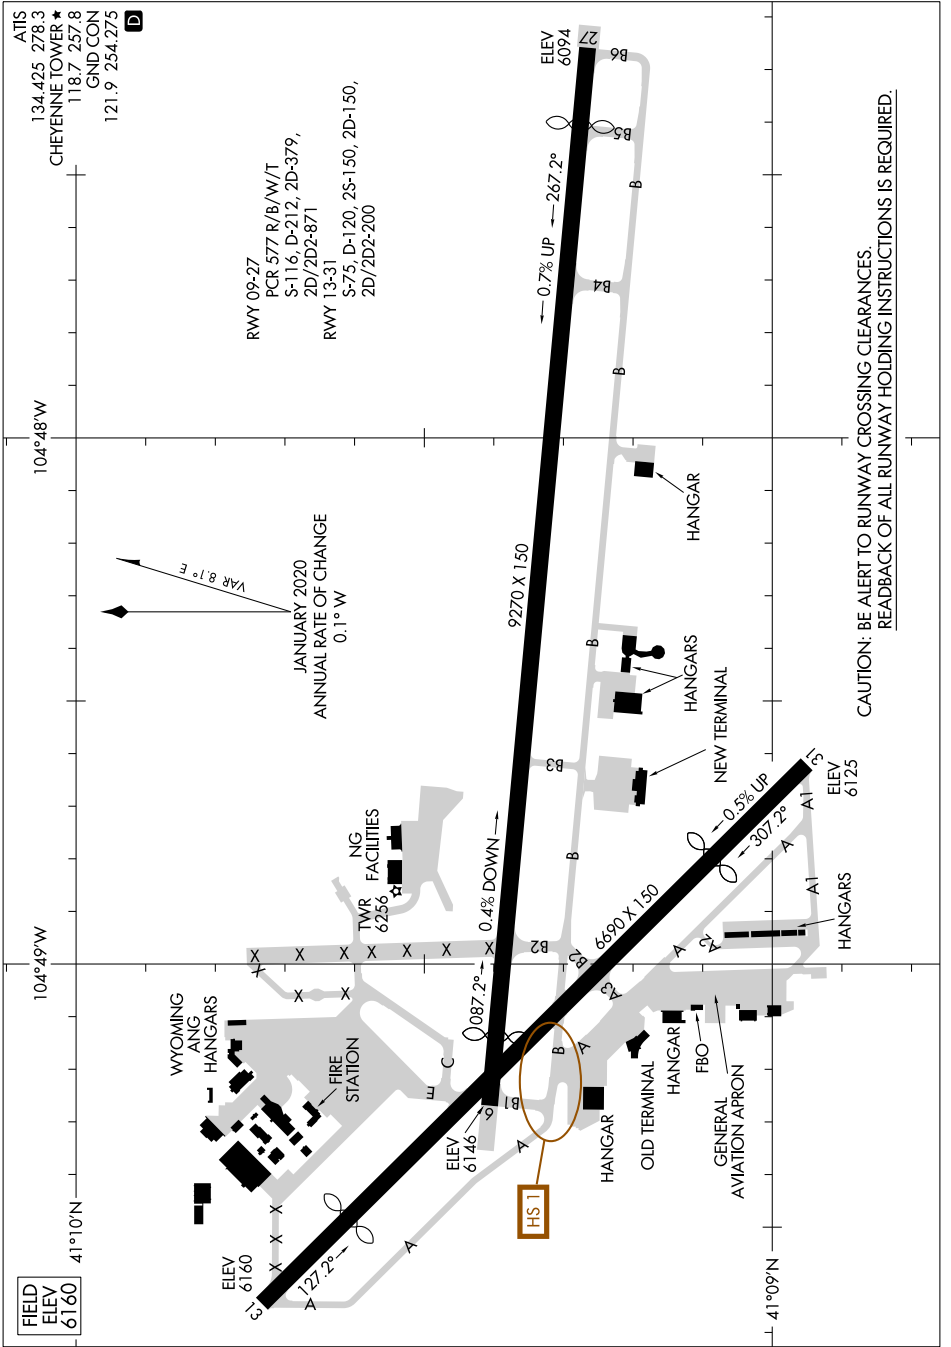 FIELD
ELEV
6160
ATIS
134.425 278.3
CHEYENNE TOWER ★
118.7 257.8
GND CON
121.9 254.275
D
41°10'N
104°49'W
104°48'W
RWY 09-27
PCR 577 R/B/W/T
S-116, D-212, 2D-379,
2D/2D2-871
RWY 13-31
S-75, D-120, 2S-150, 2D-150,
2D/2D2-200
VAR 8.1° E
JANUARY 2020
ANNUAL RATE OF CHANGE
0.1° W
WYOMING
ANG
HANGARS
FIRE
STATION
X
X
X
X
X
X
X
X
X
X
X
X
X
TWR
6256
NG
FACILITIES
ELEV
6160
13
127.2°
A
A
A
E
C
ELEV
6146
9
087.2°
0.4% DOWN
9270 X 150
0.7% UP
267.2°
ELEV
6094
27
B6
B5
B4
B
B
B
B
B
B1
B2
B2
B3
HS 1
A
A3
A
A2
A
A1
A1
6690 X 150
0.5% UP
307.2°
31
ELEV
6125
HANGAR
OLD TERMINAL
HANGAR
FBO
GENERAL
AVIATION APRON
HANGARS
NEW TERMINAL
HANGARS
HANGAR
41°09'N
CAUTION: BE ALERT TO RUNWAY CROSSING CLEARANCES.
READBACK OF ALL RUNWAY HOLDING INSTRUCTIONS IS REQUIRED.